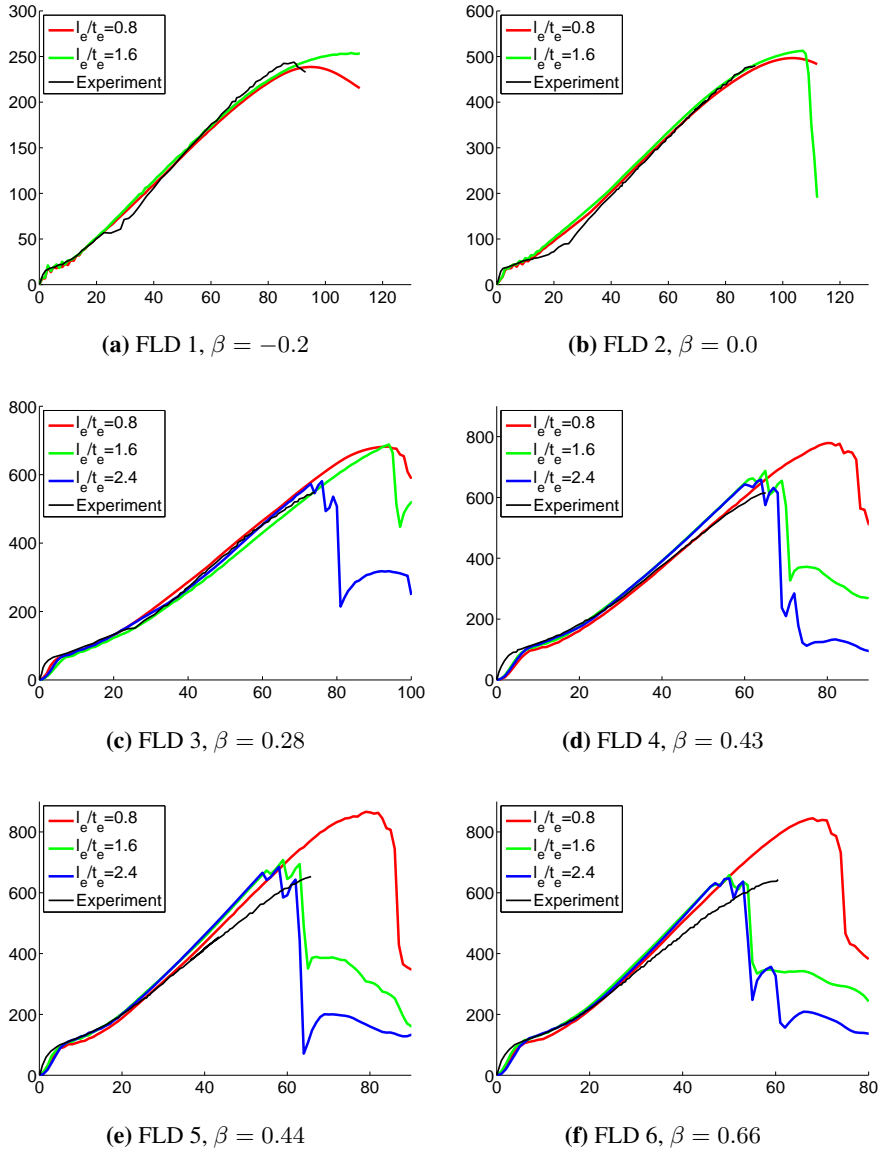 300
250
200
150
100
50
0
l_e/t_e=0.8
l_e/t_e=1.6
Experiment
0 20 40 60 80 100 120
(a) FLD 1, β = −0.2
600
500
400
300
200
100
0
l_e/t_e=0.8
l_e/t_e=1.6
Experiment
0 20 40 60 80 100 120
(b) FLD 2, β = 0.0
800
600
400
200
0
l_e/t_e=0.8
l_e/t_e=1.6
l_e/t_e=2.4
Experiment
0 20 40 60 80 100
(c) FLD 3, β = 0.28
800
600
400
200
0
l_e/t_e=0.8
l_e/t_e=1.6
l_e/t_e=2.4
Experiment
0 20 40 60 80
(d) FLD 4, β = 0.43
800
600
400
200
0
l_e/t_e=0.8
l_e/t_e=1.6
l_e/t_e=2.4
Experiment
0 20 40 60 80
(e) FLD 5, β = 0.44
800
600
400
200
0
l_e/t_e=0.8
l_e/t_e=1.6
l_e/t_e=2.4
Experiment
0 20 40 60 80
(f) FLD 6, β = 0.66